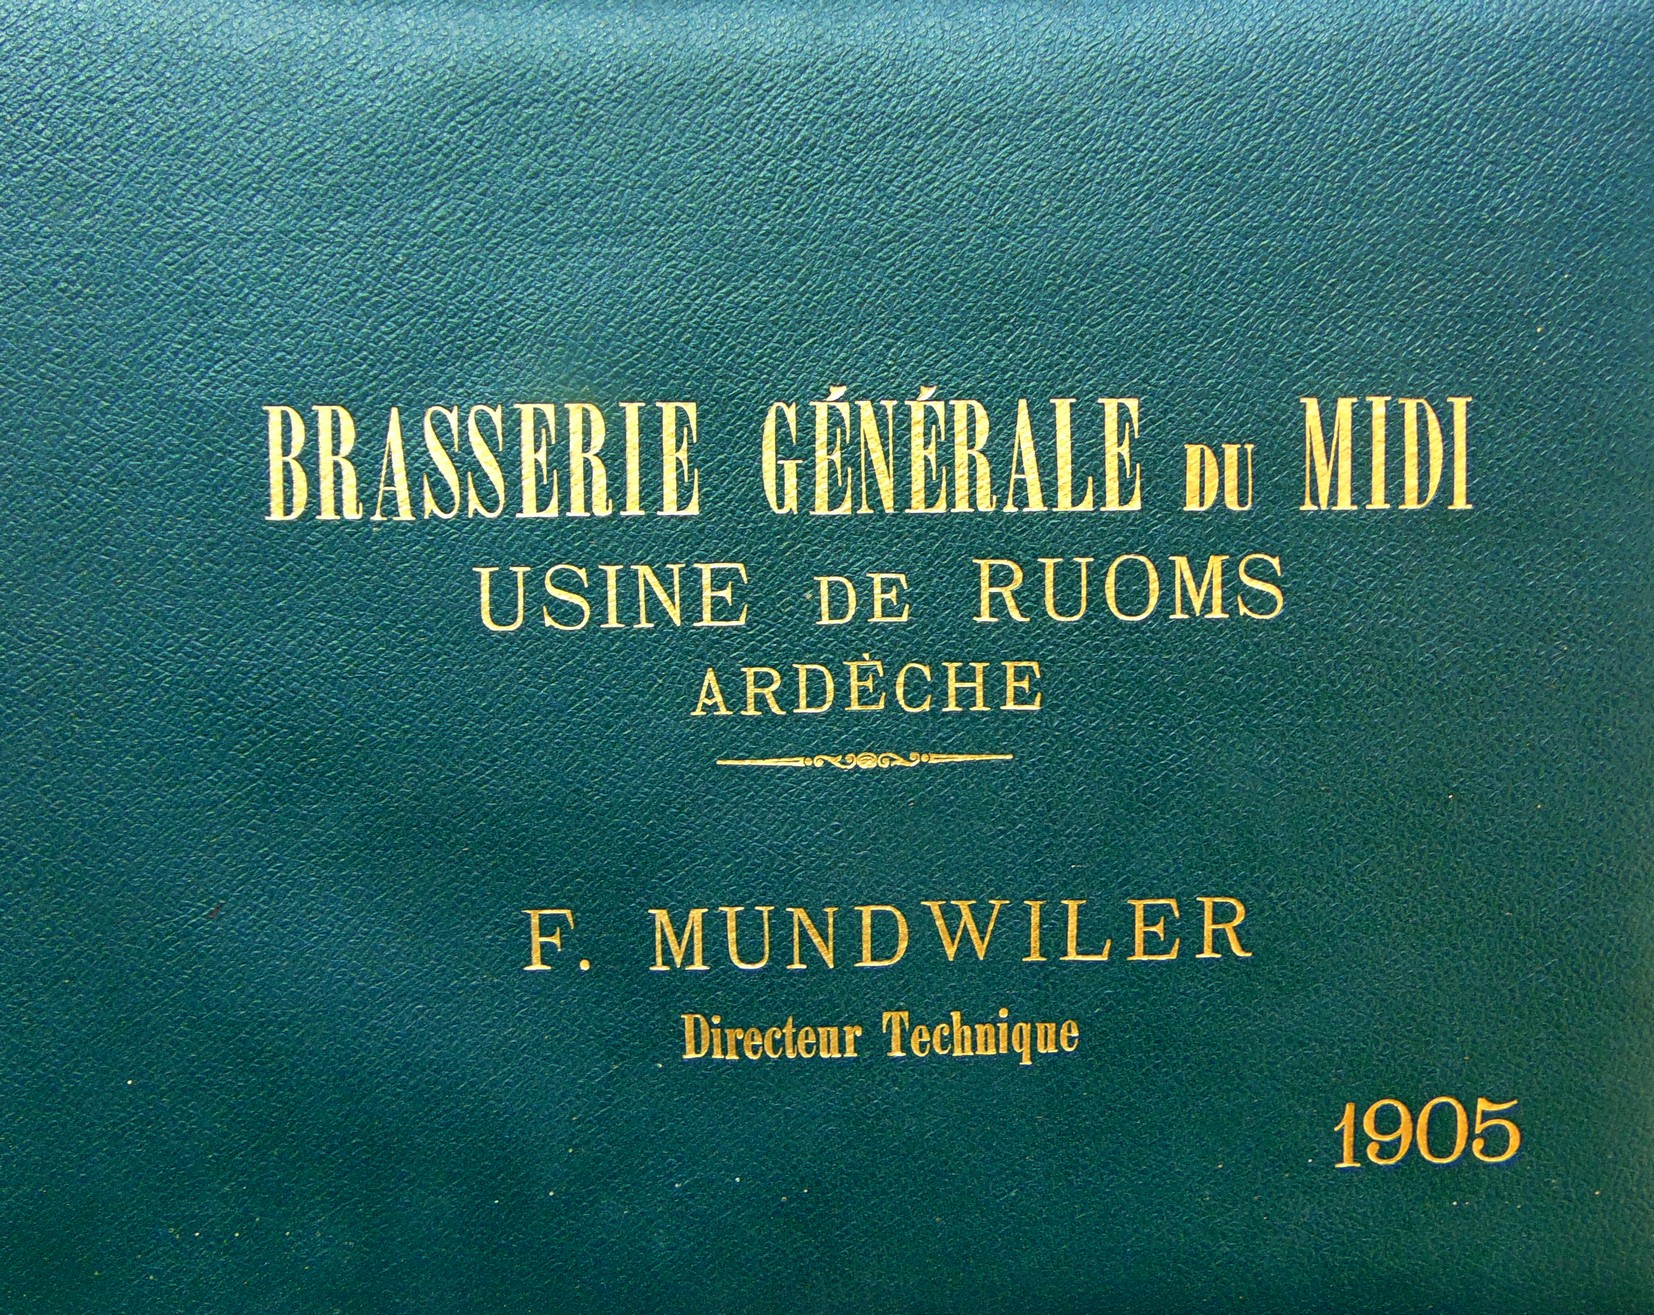 BRASSERIE GÉNÉRALE DU MIDI
USINE DE RUOMS
ARDÈCHE
F. MUNDWILER
Directeur Technique
1905